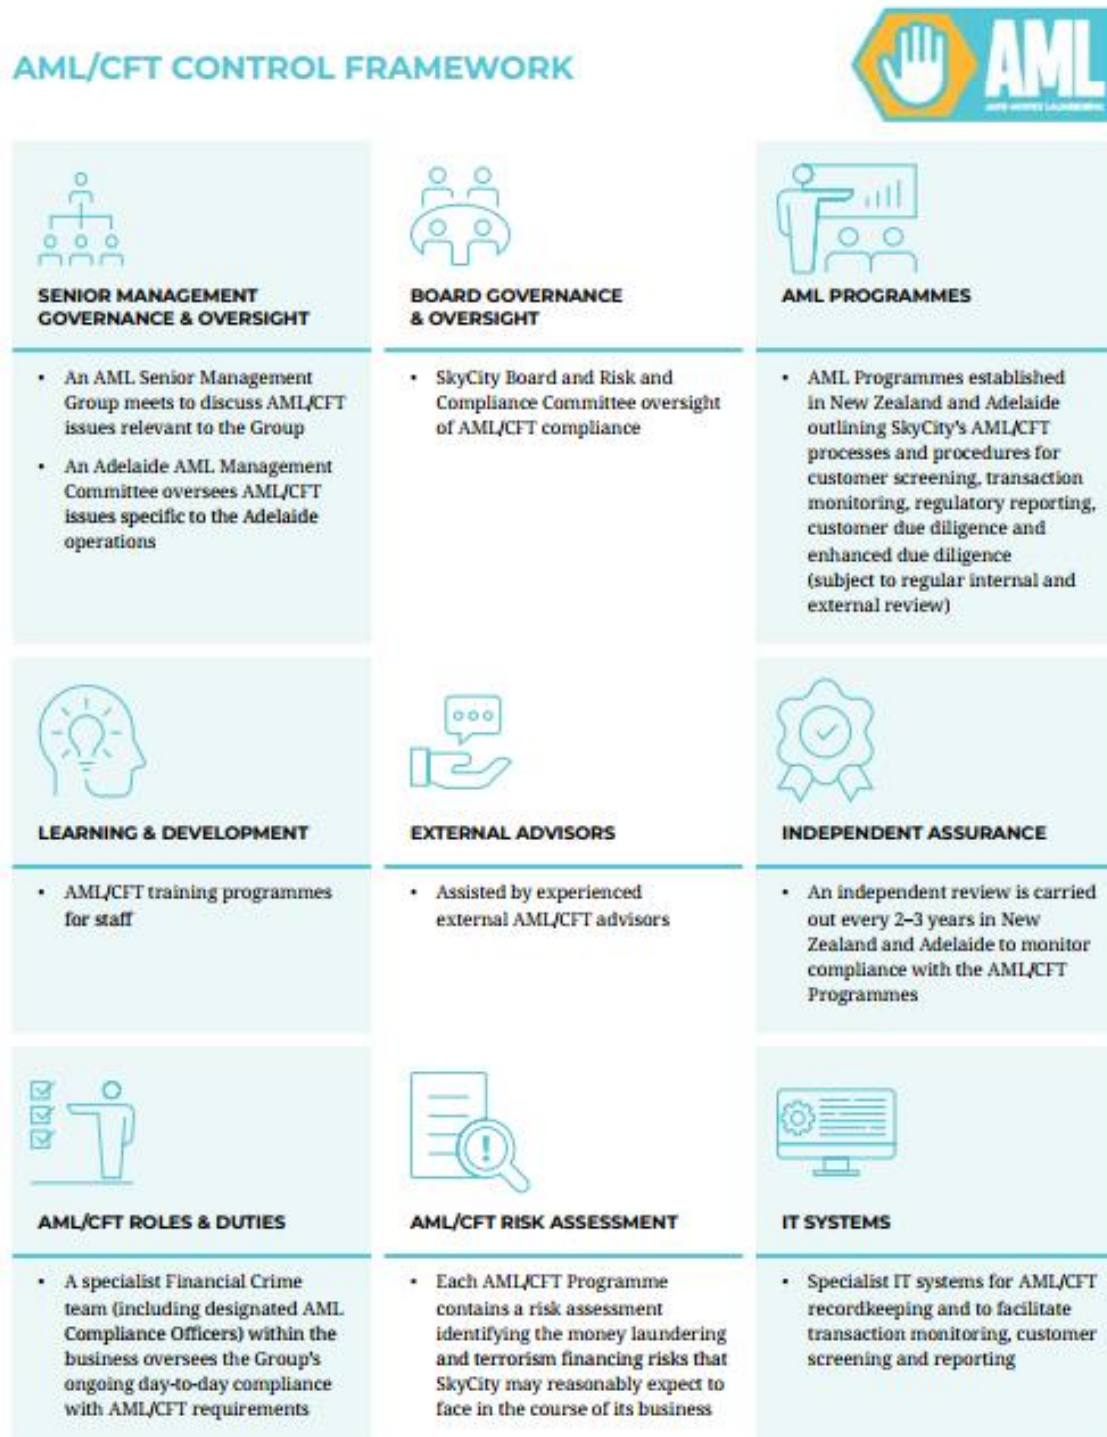 AML/CFT CONTROL FRAMEWORK
AML
SENIOR MANAGEMENT
GOVERNANCE & OVERSIGHT
• An AML Senior Management
Group meets to discuss AML/CFT
issues relevant to the Group
• An Adelaide AML Management
Committee oversees AML/CFT
issues specific to the Adelaide
operations
BOARD GOVERNANCE
& OVERSIGHT
• SkyCity Board and Risk and
Compliance Committee oversight
of AML/CFT compliance
AML PROGRAMMES
• AML Programmes established
in New Zealand and Adelaide
outlining SkyCity's AML/CFT
processes and procedures for
customer screening, transaction
monitoring, regulatory reporting,
customer due diligence and
enhanced due diligence
(subject to regular internal and
external review)
LEARNING & DEVELOPMENT
• AML/CFT training programmes
for staff
EXTERNAL ADVISORS
• Assisted by experienced
external AML/CFT advisors
INDEPENDENT ASSURANCE
• An independent review is carried
out every 2–3 years in New
Zealand and Adelaide to monitor
compliance with the AML/CFT
Programmes
AML/CFT ROLES & DUTIES
• A specialist Financial Crime
team (including designated AML
Compliance Officers) within the
business oversees the Group's
ongoing day-to-day compliance
with AML/CFT requirements
AML/CFT RISK ASSESSMENT
• Each AML/CFT Programme
contains a risk assessment
identifying the money laundering
and terrorism financing risks that
SkyCity may reasonably expect to
face in the course of its business
IT SYSTEMS
• Specialist IT systems for AML/CFT
recordkeeping and to facilitate
transaction monitoring, customer
screening and reporting